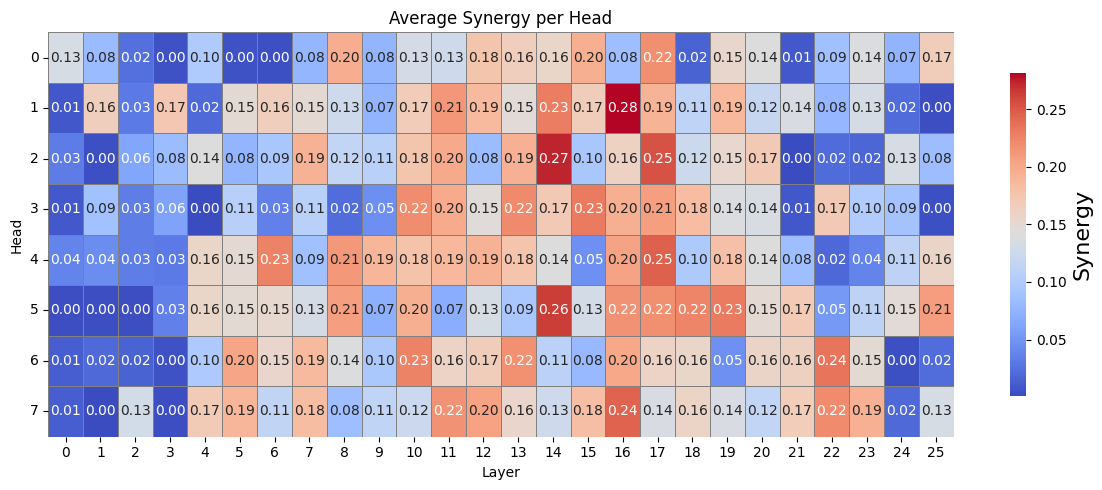 Average Synergy per Head
0 0.13 0.08 0.02 0.00 0.10 0.00 0.00 0.08 0.20 0.08 0.13 0.13 0.18 0.16 0.16 0.20 0.08 0.22 0.02 0.15 0.14 0.01 0.09 0.14 0.07 0.17
1 0.01 0.16 0.03 0.17 0.02 0.15 0.16 0.15 0.13 0.07 0.17 0.21 0.19 0.15 0.23 0.17 0.28 0.19 0.11 0.19 0.12 0.14 0.08 0.13 0.02 0.00
2 0.03 0.00 0.06 0.08 0.14 0.08 0.09 0.19 0.12 0.11 0.18 0.20 0.08 0.19 0.27 0.10 0.16 0.25 0.12 0.15 0.17 0.00 0.02 0.02 0.13 0.08
3 0.01 0.09 0.03 0.06 0.00 0.11 0.03 0.11 0.02 0.05 0.22 0.20 0.15 0.22 0.17 0.23 0.20 0.21 0.18 0.14 0.14 0.01 0.17 0.10 0.09 0.00
4 0.04 0.04 0.03 0.03 0.16 0.15 0.23 0.09 0.21 0.19 0.18 0.19 0.19 0.18 0.14 0.05 0.20 0.25 0.10 0.18 0.14 0.08 0.02 0.04 0.11 0.16
5 0.00 0.00 0.00 0.03 0.16 0.15 0.15 0.13 0.21 0.07 0.20 0.07 0.13 0.09 0.26 0.13 0.22 0.22 0.22 0.23 0.15 0.17 0.05 0.11 0.15 0.21
6 0.01 0.02 0.02 0.00 0.10 0.20 0.15 0.19 0.14 0.10 0.23 0.16 0.17 0.22 0.11 0.08 0.20 0.16 0.16 0.05 0.16 0.16 0.24 0.15 0.00 0.02
7 0.01 0.00 0.13 0.00 0.17 0.19 0.11 0.18 0.08 0.11 0.12 0.22 0.20 0.16 0.13 0.18 0.24 0.14 0.16 0.14 0.12 0.17 0.22 0.19 0.02 0.13
0 1 2 3 4 5 6 7 8 9 10 11 12 13 14 15 16 17 18 19 20 21 22 23 24 25
Layer
Head
0.25
0.20
0.15
0.10
0.05
Synergy